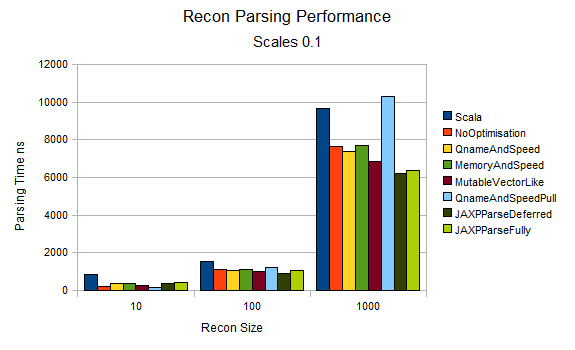 Recon Parsing Performance
Scales 0.1
12000
10000
8000
6000
4000
2000
0
Parsing Time ns
10
100
1000
Recon Size
Scala
NoOptimisation
QnameAndSpeed
MemoryAndSpeed
MutableVectorLike
QnameAndSpeedPull
JAXPParseDeferred
JAXPParseFully